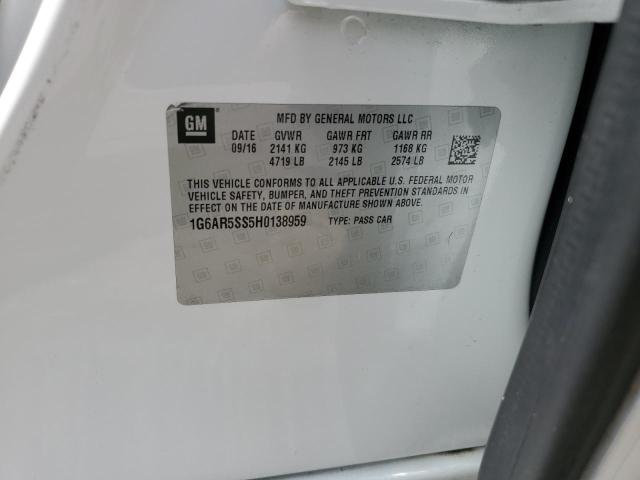 GM
MFD BY GENERAL MOTORS LLC
DATE GVWR GAWR FRT GAWR RR
09/16 2141 KG 973 KG 1168 KG
4719 LB 2145 LB 2574 LB
THIS VEHICLE CONFORMS TO ALL APPLICABLE U.S. FEDERAL MOTOR
VEHICLE SAFETY, BUMPER, AND THEFT PREVENTION STANDARDS IN
EFFECT ON THE DATE OF MANUFACTURE SHOWN ABOVE.
1G6AR5SS5H0138959 TYPE: PASS CAR